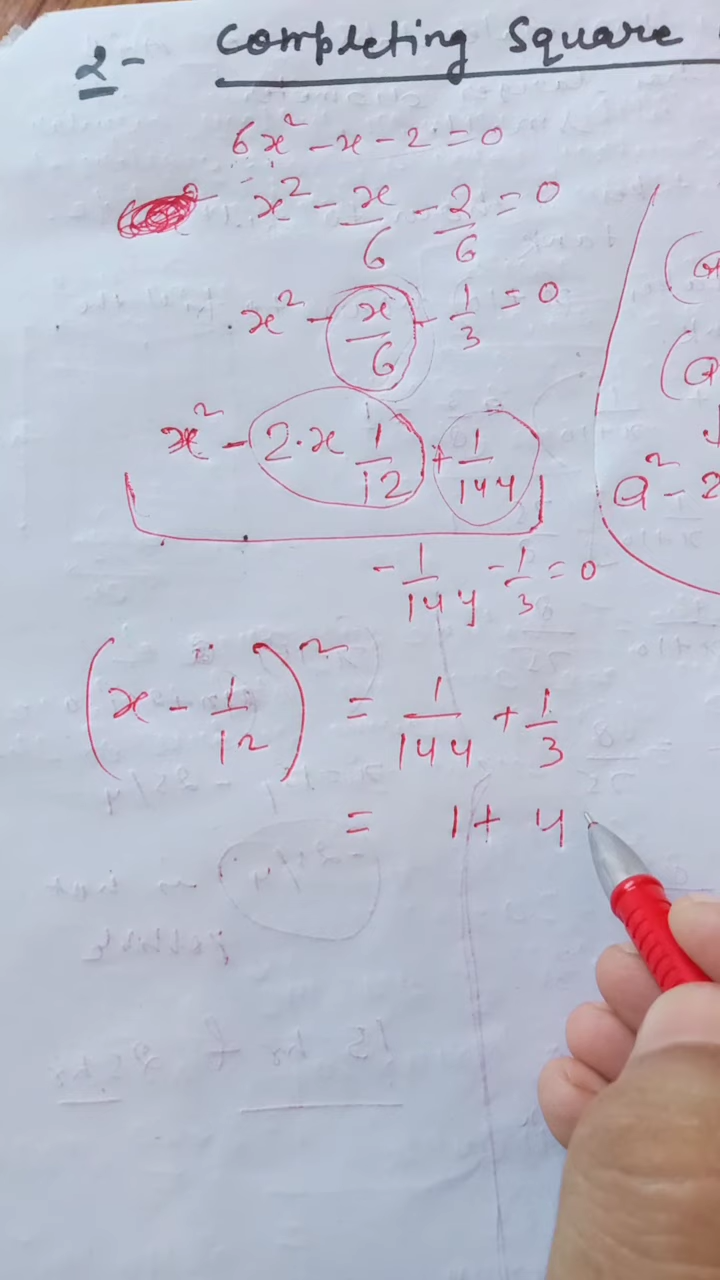 2- Completing Square
6x² - x - 2 = 0
x² - x/6 - 2/6 = 0
x² - x/6 - 1/3 = 0
x² - 2·x 1/12 + 1/144
- 1/144 - 1/3 = 0
(x - 1/12)² = 1/144 + 1/3
= 1 + 4
(a
(a
a² - 2